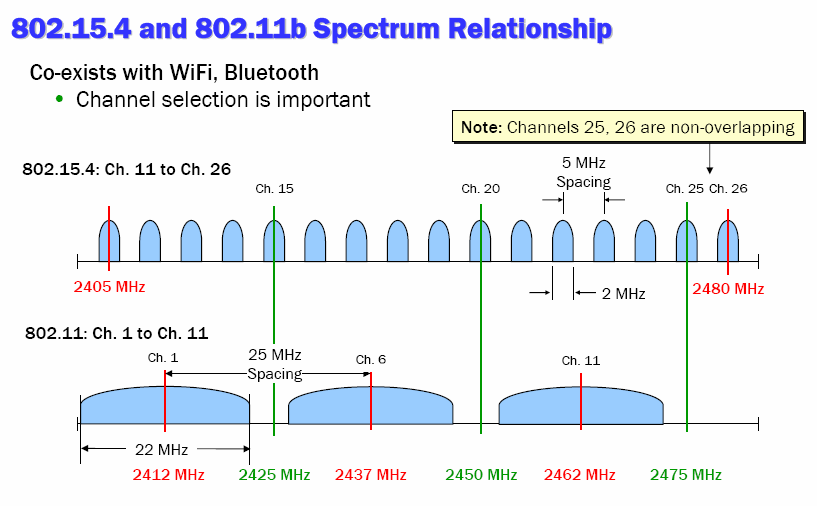 802.15.4 and 802.11b Spectrum Relationship
Co-exists with WiFi, Bluetooth
• Channel selection is important
Note: Channels 25, 26 are non-overlapping
802.15.4: Ch. 11 to Ch. 26
5 MHz
Spacing
Ch. 15
Ch. 20
Ch. 25 Ch. 26
2405 MHz
2 MHz
2480 MHz
802.11: Ch. 1 to Ch. 11
Ch. 1
25 MHz
Spacing
Ch. 6
Ch. 11
22 MHz
2412 MHz
2425 MHz
2437 MHz
2450 MHz
2462 MHz
2475 MHz